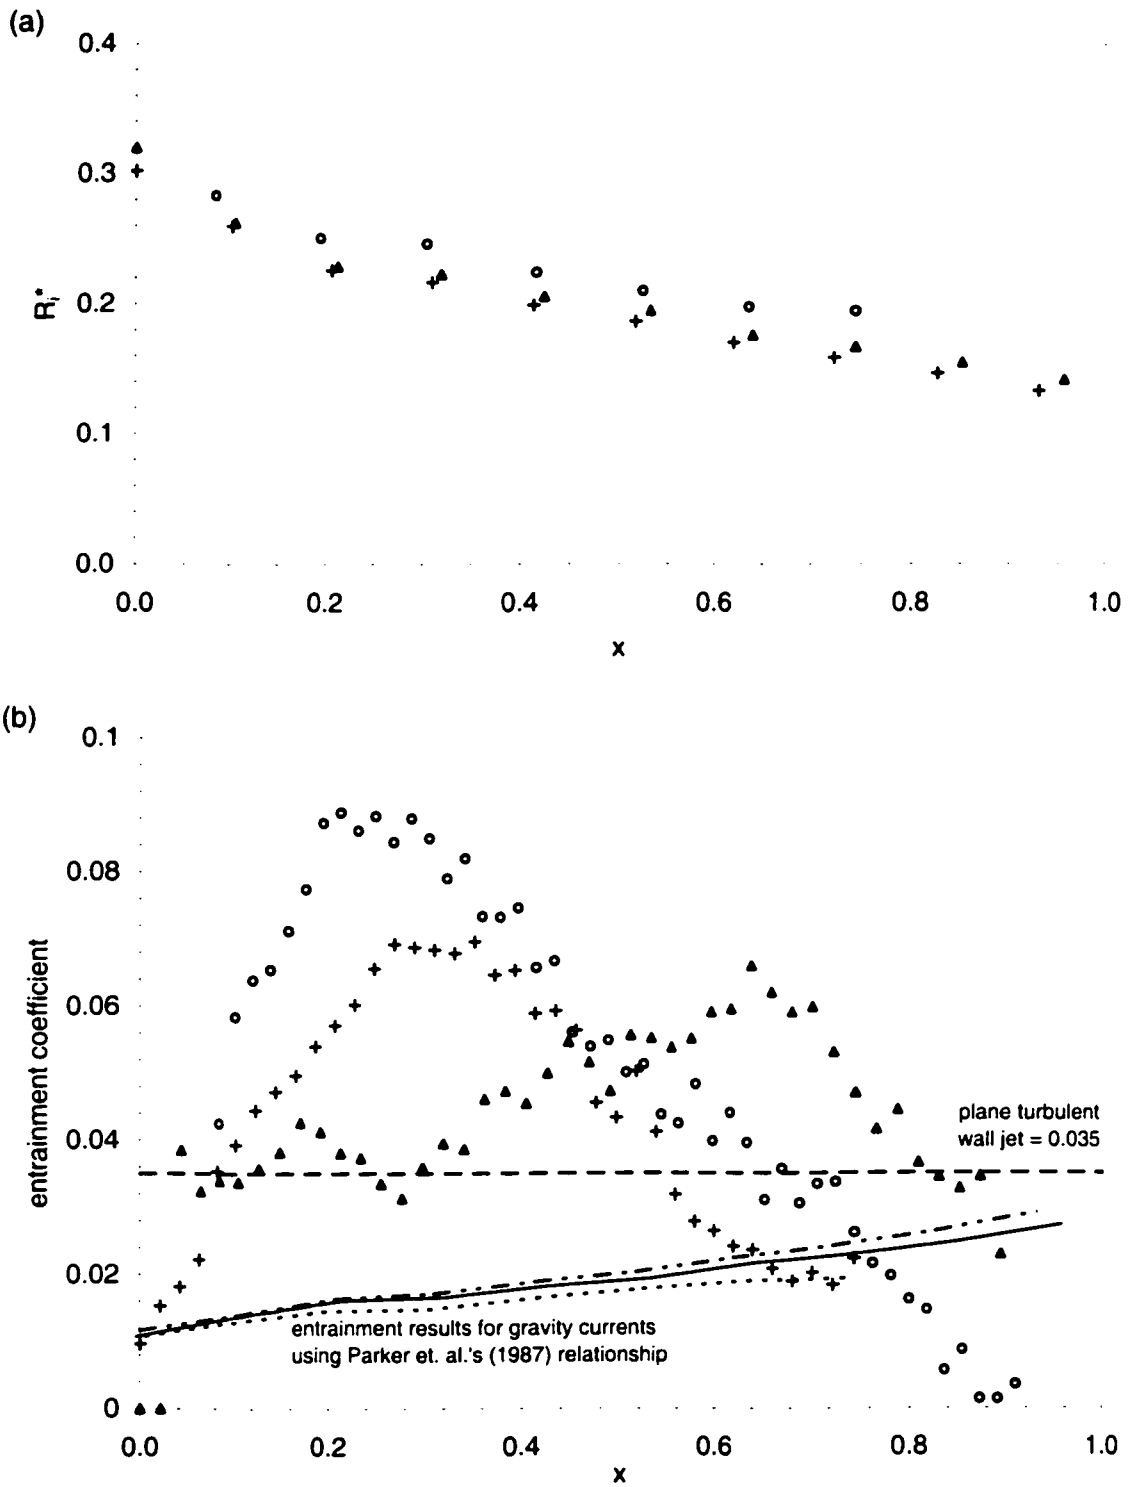 (a)
0.4
0.3
0.2
0.1
0.0
Ri*
0.0 0.2 0.4 0.6 0.8 1.0
x
(b)
0.1
0.08
0.06
0.04
0.02
0
entrainment coefficient
plane turbulent
wall jet = 0.035
entrainment results for gravity currents
using Parker et. al.'s (1987) relationship
0.0 0.2 0.4 0.6 0.8 1.0
x